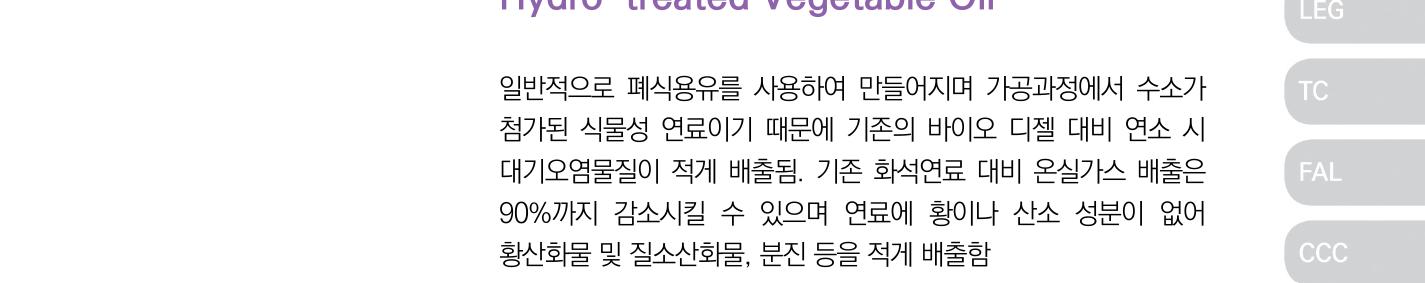 Hydro-treated Vegetable Oil
일반적으로 폐식용유를 사용하여 만들어지며 가공과정에서 수소가
첨가된 식물성 연료이기 때문에 기존의 바이오 디젤 대비 연소 시
대기오염물질이 적게 배출됨. 기존 화석연료 대비 온실가스 배출은
90%까지 감소시킬 수 있으며 연료에 황이나 산소 성분이 없어
황산화물 및 질소산화물, 분진 등을 적게 배출함
LEG
TC
FAL
CCC